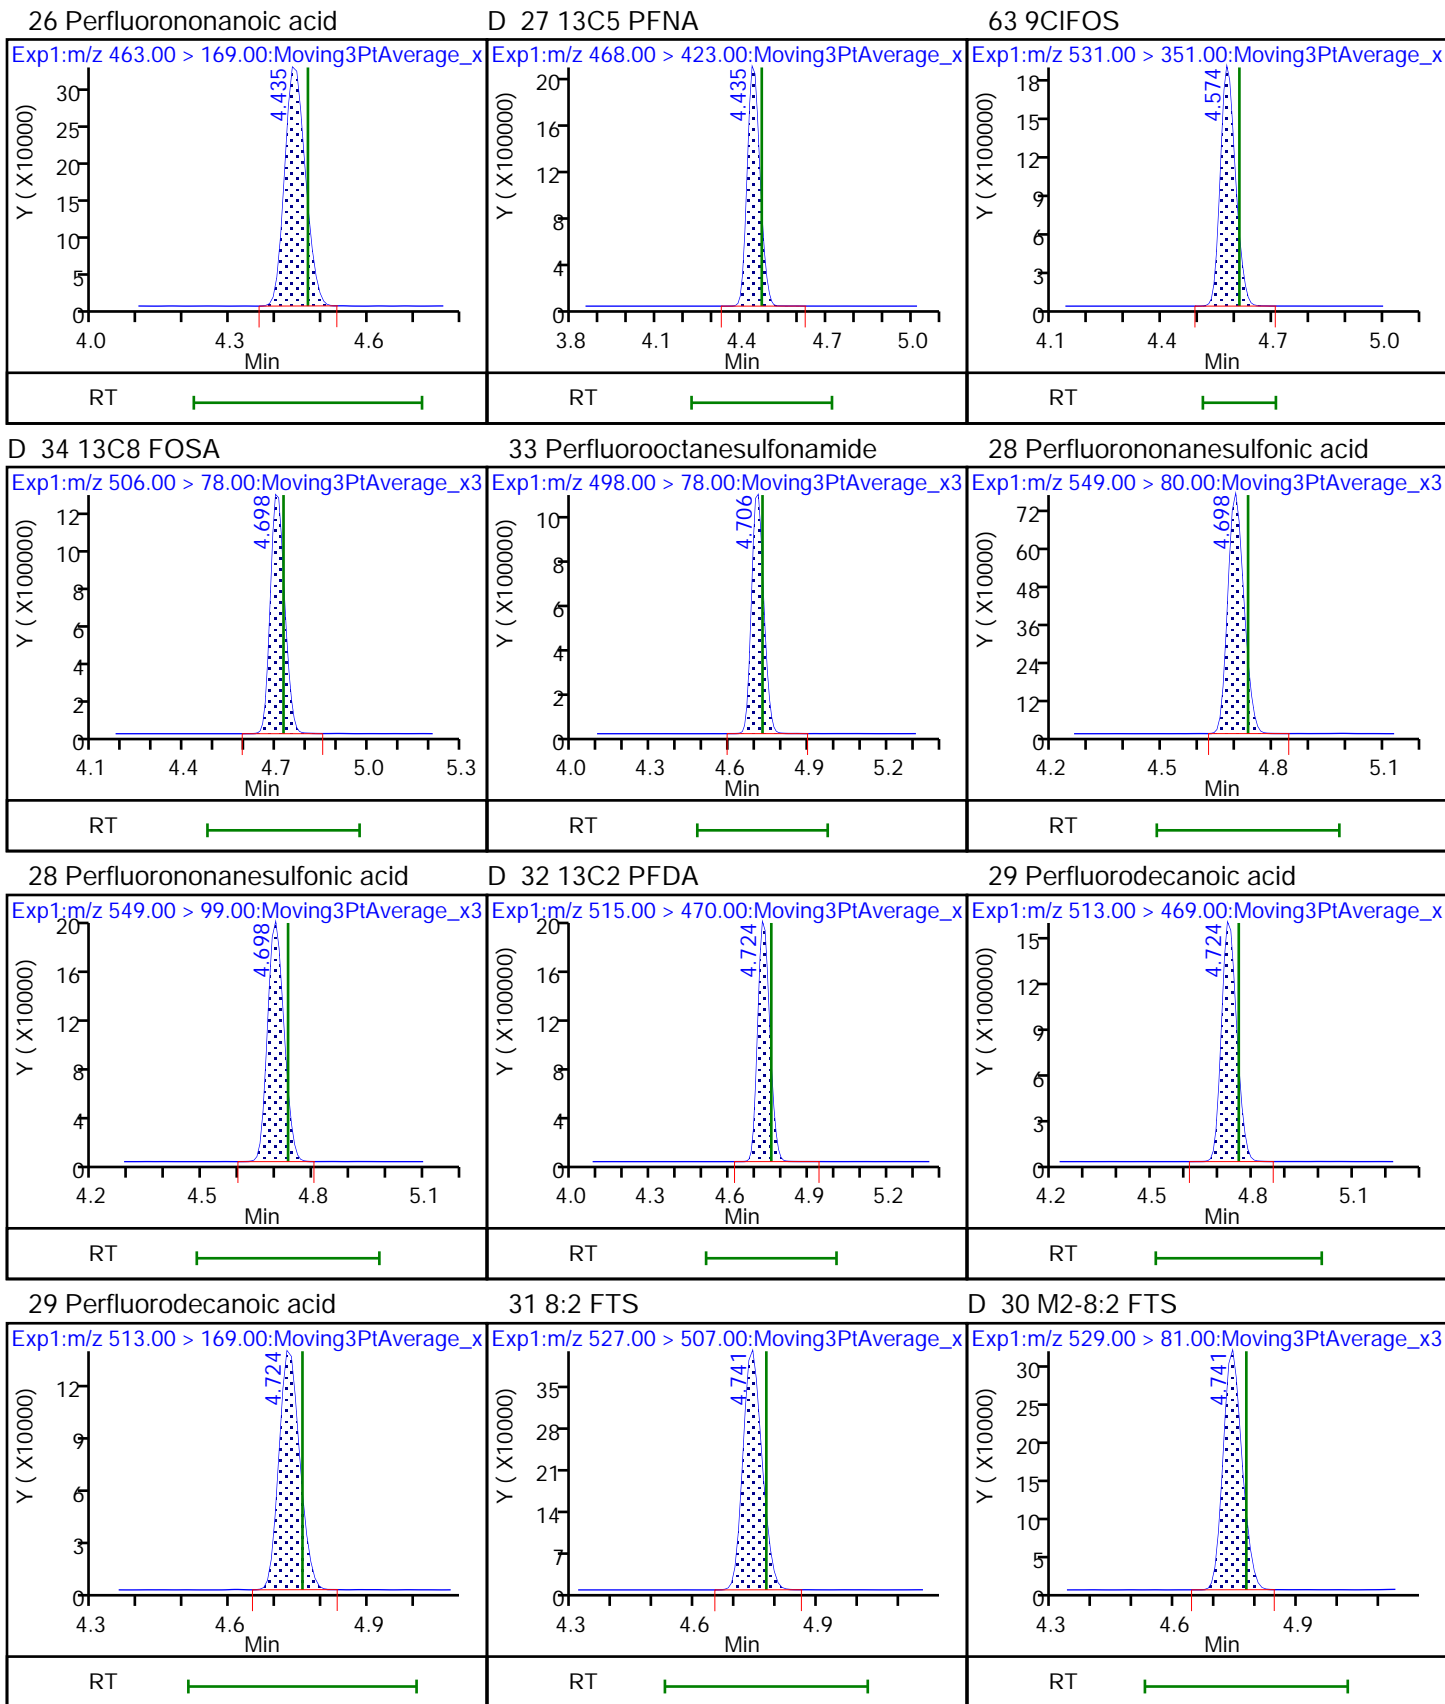 26 Perfluorononanoic acid
Exp1:m/z 463.00 > 169.00:Moving3PtAverage_x
4.435
Y ( X10000)
30
25
20
15
10
5
0
4.0 4.3 4.6
Min
RT
D 27 13C5 PFNA
Exp1:m/z 468.00 > 423.00:Moving3PtAverage_x
4.435
Y ( X100000)
20
16
12
8
4
0
3.8 4.1 4.4 4.7 5.0
Min
RT
63 9ClFOS
Exp1:m/z 531.00 > 351.00:Moving3PtAverage_x
4.574
Y ( X100000)
18
15
12
9
6
3
0
4.1 4.4 4.7 5.0
Min
RT
D 34 13C8 FOSA
Exp1:m/z 506.00 > 78.00:Moving3PtAverage_x3
4.698
Y ( X100000)
12
10
8
6
4
2
0
4.1 4.4 4.7 5.0 5.3
Min
RT
33 Perfluorooctanesulfonamide
Exp1:m/z 498.00 > 78.00:Moving3PtAverage_x3
4.706
Y ( X100000)
10
8
6
4
2
0
4.0 4.3 4.6 4.9 5.2
Min
RT
28 Perfluorononanesulfonic acid
Exp1:m/z 549.00 > 80.00:Moving3PtAverage_x3
4.698
Y ( X10000)
72
60
48
36
24
12
0
4.2 4.5 4.8 5.1
Min
RT
28 Perfluorononanesulfonic acid
Exp1:m/z 549.00 > 99.00:Moving3PtAverage_x3
4.698
Y ( X10000)
20
16
12
8
4
0
4.2 4.5 4.8 5.1
Min
RT
D 32 13C2 PFDA
Exp1:m/z 515.00 > 470.00:Moving3PtAverage_x
4.724
Y ( X100000)
20
16
12
8
4
0
4.0 4.3 4.6 4.9 5.2
Min
RT
29 Perfluorodecanoic acid
Exp1:m/z 513.00 > 469.00:Moving3PtAverage_x
4.724
Y ( X100000)
15
12
9
6
3
0
4.2 4.5 4.8 5.1
Min
RT
29 Perfluorodecanoic acid
Exp1:m/z 513.00 > 169.00:Moving3PtAverage_x
4.724
Y ( X10000)
12
9
6
3
0
4.3 4.6 4.9
Min
RT
31 8:2 FTS
Exp1:m/z 527.00 > 507.00:Moving3PtAverage_x
4.741
Y ( X10000)
35
28
21
14
7
0
4.3 4.6 4.9
Min
RT
D 30 M2-8:2 FTS
Exp1:m/z 529.00 > 81.00:Moving3PtAverage_x3
4.741
Y ( X10000)
30
25
20
15
10
5
0
4.3 4.6 4.9
Min
RT